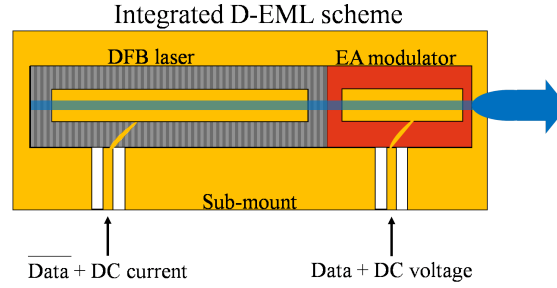 Integrated D-EML scheme
DFB laser
EA modulator
Sub-mount
Data + DC current
Data + DC voltage